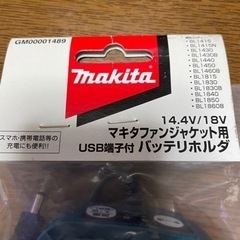 GM00001489
・BL1415
・BL1415N
・BL1430
・BL1430B
・BL1440
・BL1450
・BL1460B
・BL1815
・BL1830
・BL1830B
・BL1840
・BL1850
・BL1860B
makita
14.4V/18V
マキタファンジャケット用
USB端子付 バッテリホルダ
スマホ・携帯電話等の
充電にも便利!!